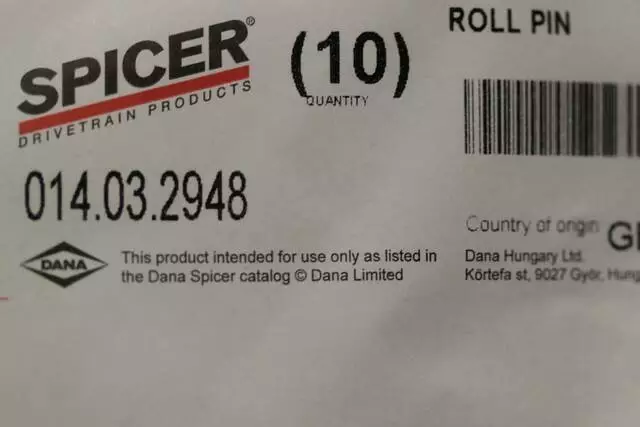 SPICER®
DRIVETRAIN PRODUCTS
(10)
QUANTITY
ROLL PIN
014.03.2948
DANA
This product intended for use only as listed in
the Dana Spicer catalog © Dana Limited
Country of origin
Dana Hungary Ltd.
Körtefa st, 9027 Győr,